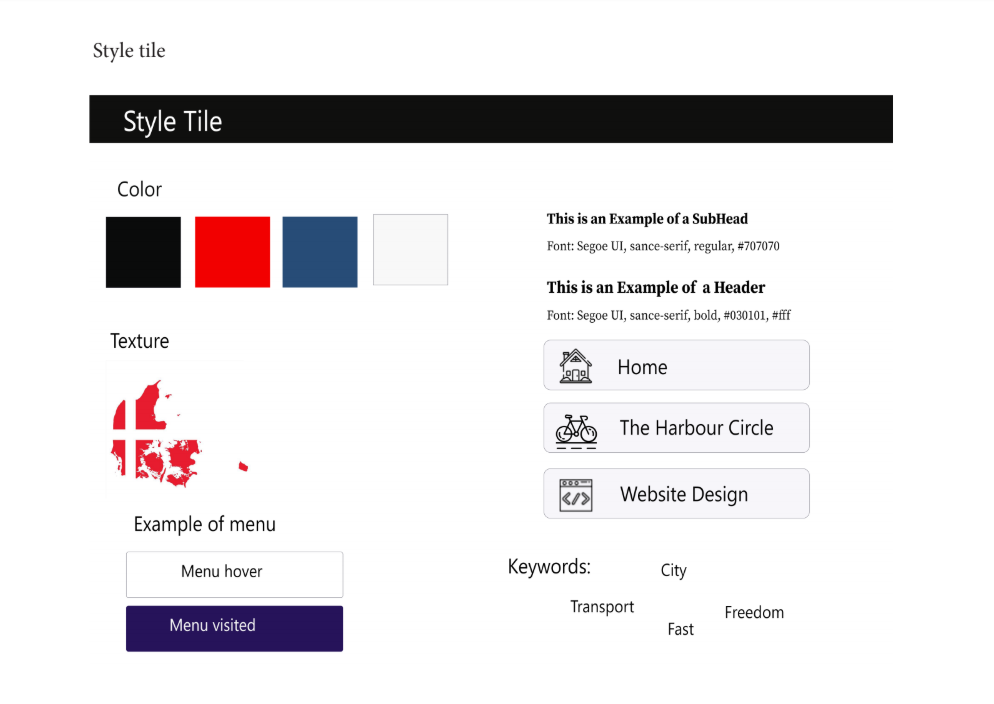 Style tile
Style Tile
Color
Texture
Example of menu
Menu hover
Menu visited
This is an Example of a SubHead
Font: Segoe UI, sance-serif, regular, #707070
This is an Example of a Header
Font: Segoe UI, sance-serif, bold, #030101, #fff
Home
The Harbour Circle
</>
Website Design
Keywords:
City
Transport
Freedom
Fast